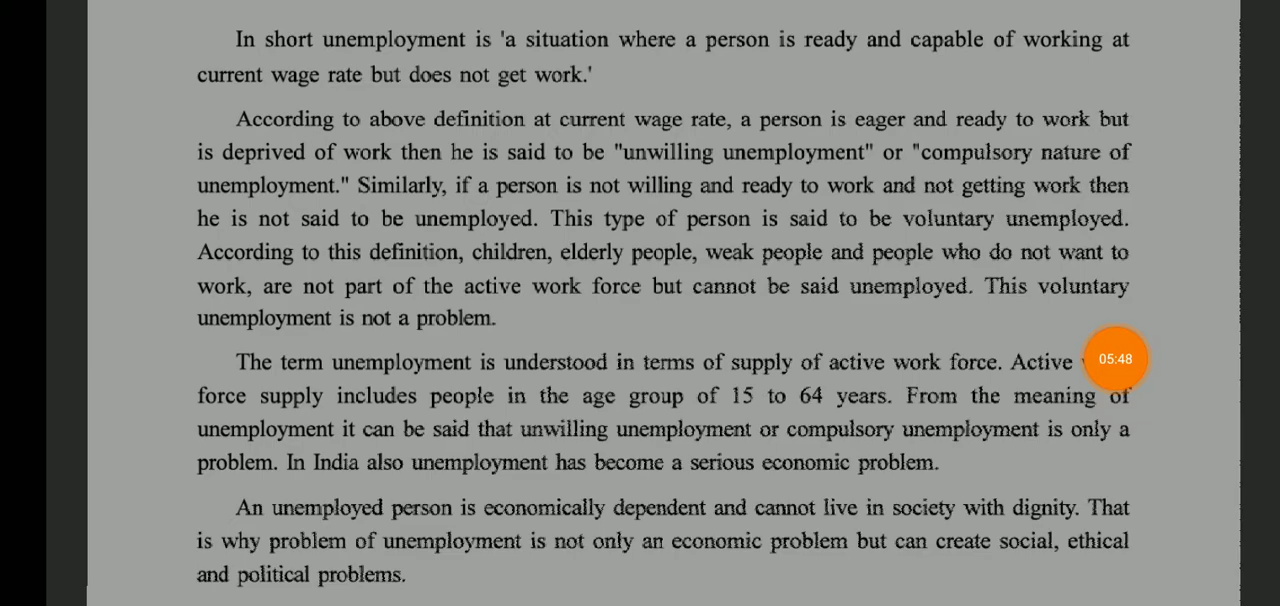 In short unemployment is 'a situation where a person is ready and capable of working at
current wage rate but does not get work.'
According to above definition at current wage rate, a person is eager and ready to work but
is deprived of work then he is said to be "unwilling unemployment" or "compulsory nature of
unemployment." Similarly, if a person is not willing and ready to work and not getting work then
he is not said to be unemployed. This type of person is said to be voluntary unemployed.
According to this definition, children, elderly people, weak people and people who do not want to
work, are not part of the active work force but cannot be said unemployed. This voluntary
unemployment is not a problem.
The term unemployment is understood in terms of supply of active work force. Active
05:48
force supply includes people in the age group of 15 to 64 years. From the meaning of
unemployment it can be said that unwilling unemployment or compulsory unemployment is only a
problem. In India also unemployment has become a serious economic problem.
An unemployed person is economically dependent and cannot live in society with dignity. That
is why problem of unemployment is not only an economic problem but can create social, ethical
and political problems.